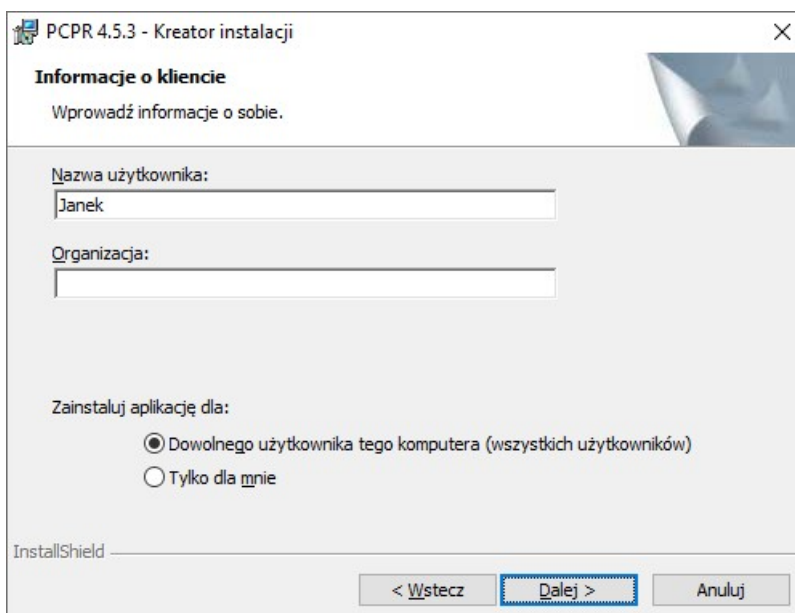 PCPR 4.5.3 - Kreator instalacji
Informacje o kliencie
Wprowadź informacje o sobie.
Nazwa użytkownika:
Janek
Organizacja:
Zainstaluj aplikację dla:
Dowolnego użytkownika tego komputera (wszystkich użytkowników)
Tylko dla mnie
InstallShield
< Wstecz
Dalej >
Anuluj